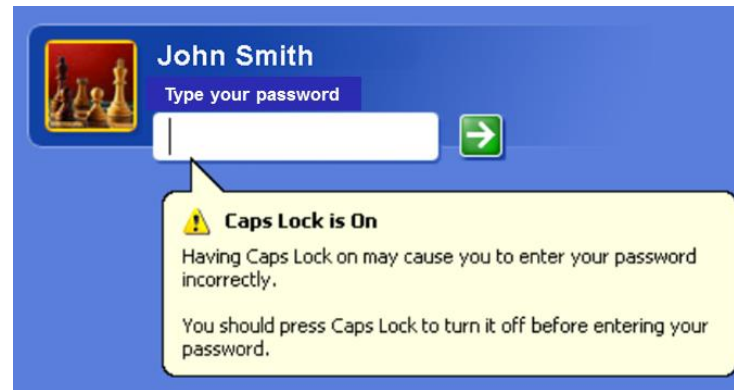 John Smith
Type your password
Caps Lock is On
Having Caps Lock on may cause you to enter your password
incorrectly.
You should press Caps Lock to turn it off before entering your
password.